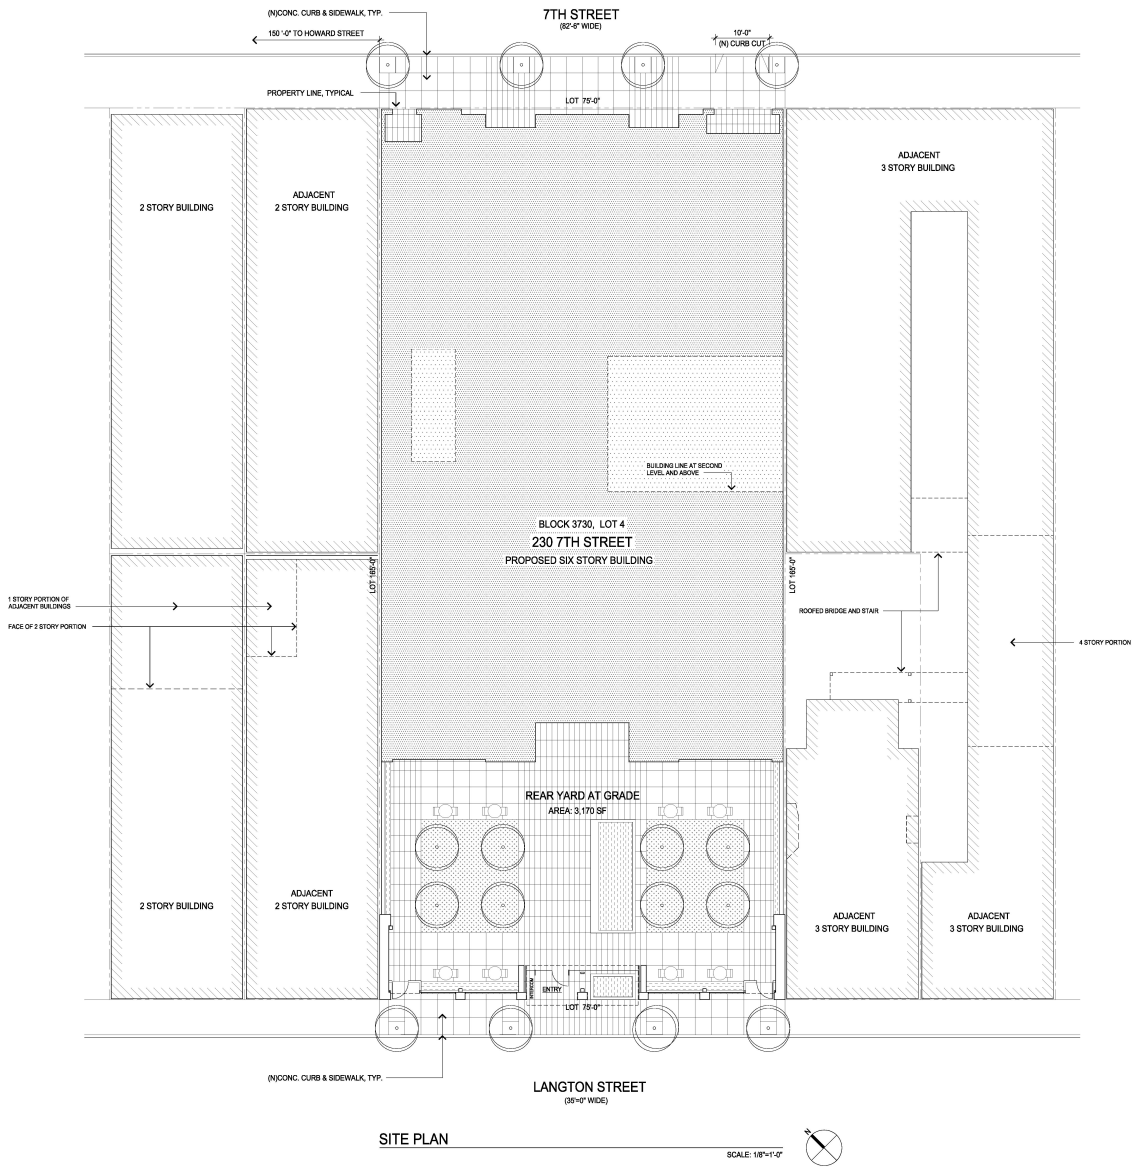 (N)CONC. CURB & SIDEWALK, TYP.
7TH STREET
(82'-6" WIDE)
150 '-0" TO HOWARD STREET
10'-0"
(N) CURB CUT
PROPERTY LINE, TYPICAL
LOT 75'-0"
ADJACENT
3 STORY BUILDING
2 STORY BUILDING
ADJACENT
2 STORY BUILDING
BUILDING LINE AT SECOND
LEVEL AND ABOVE
BLOCK 3730, LOT 4
230 7TH STREET
PROPOSED SIX STORY BUILDING
LOT 165'-0"
LOT 165'-0"
1 STORY PORTION OF
ADJACENT BUILDINGS
FACE OF 2 STORY PORTION
ROOFED BRIDGE AND STAIR
4 STORY PORTION
REAR YARD AT GRADE
AREA: 3,170 SF
2 STORY BUILDING
ADJACENT
2 STORY BUILDING
ADJACENT
3 STORY BUILDING
ADJACENT
3 STORY BUILDING
ENTRY
LOT 75'-0"
(N)CONC. CURB & SIDEWALK, TYP.
LANGTON STREET
(35'=0" WIDE)
SITE PLAN
SCALE: 1/8"=1'-0"
N